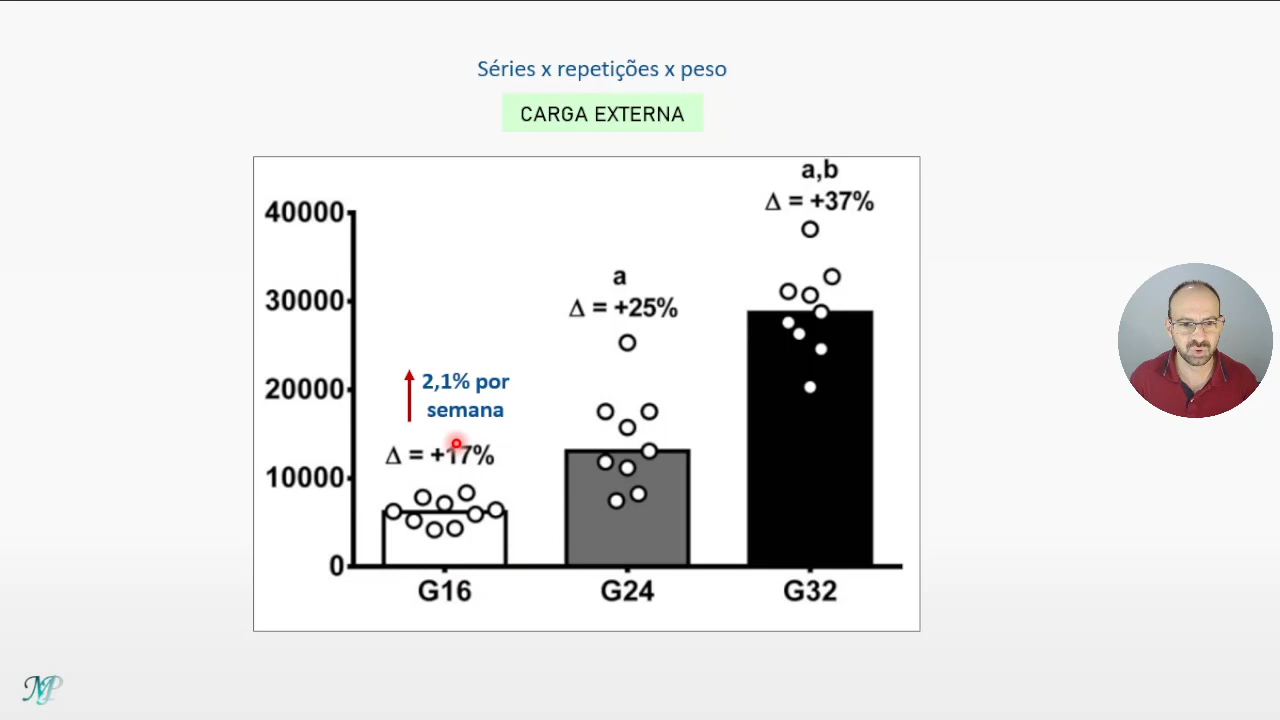 Séries x repetições x peso
CARGA EXTERNA
a,b
Δ = +37%
40000
a
Δ = +25%
30000
2,1% por
semana
20000
Δ = +17%
10000
0
G16 G24 G32
MP